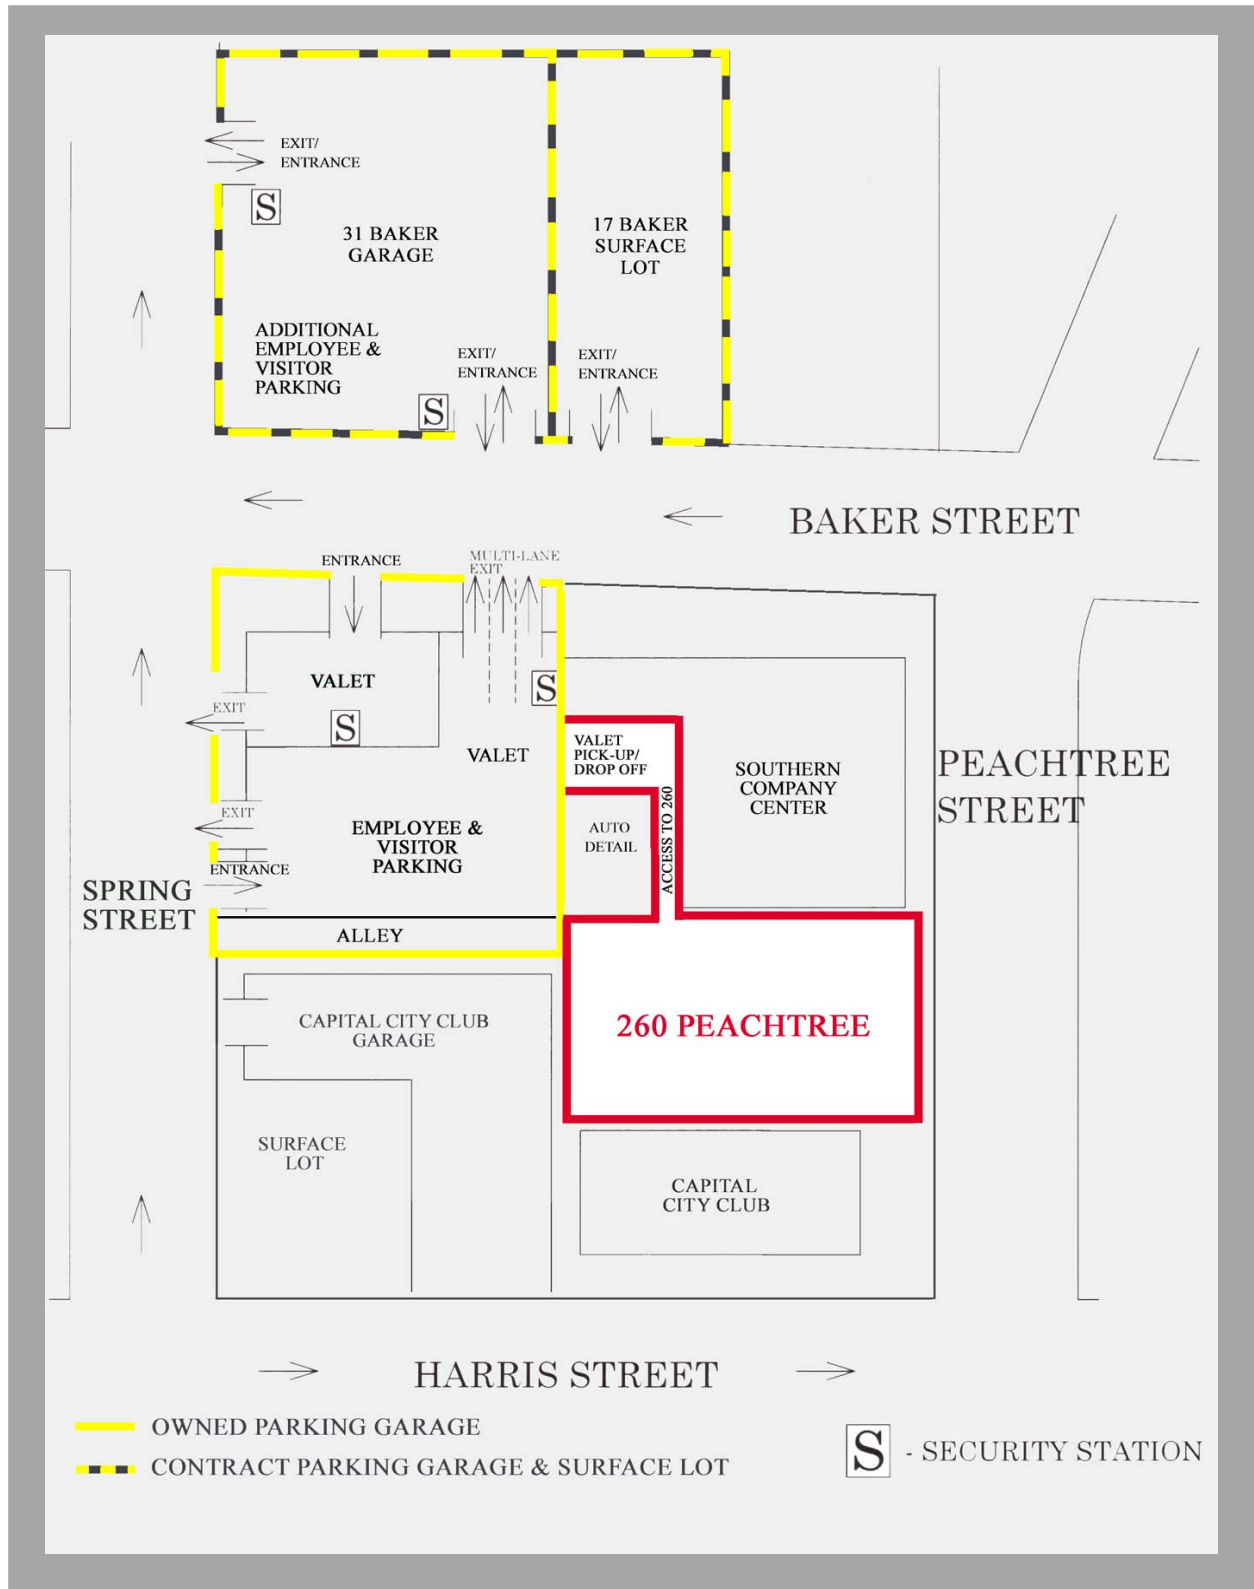 EXIT/
ENTRANCE
S
31 BAKER
GARAGE
17 BAKER
SURFACE
LOT
ADDITIONAL
EMPLOYEE &
VISITOR
PARKING
EXIT/
ENTRANCE
EXIT/
ENTRANCE
S
BAKER STREET
ENTRANCE
MULTI-LANE
EXIT
VALET
S
EXIT
S
VALET
VALET
PICK-UP/
DROP OFF
SOUTHERN
COMPANY
CENTER
PEACHTREE
STREET
ACCESS TO 260
EXIT
EMPLOYEE &
VISITOR
PARKING
AUTO
DETAIL
ENTRANCE
SPRING
STREET
ALLEY
CAPITAL CITY CLUB
GARAGE
260 PEACHTREE
SURFACE
LOT
CAPITAL
CITY CLUB
HARRIS STREET
OWNED PARKING GARAGE
CONTRACT PARKING GARAGE & SURFACE LOT
S - SECURITY STATION